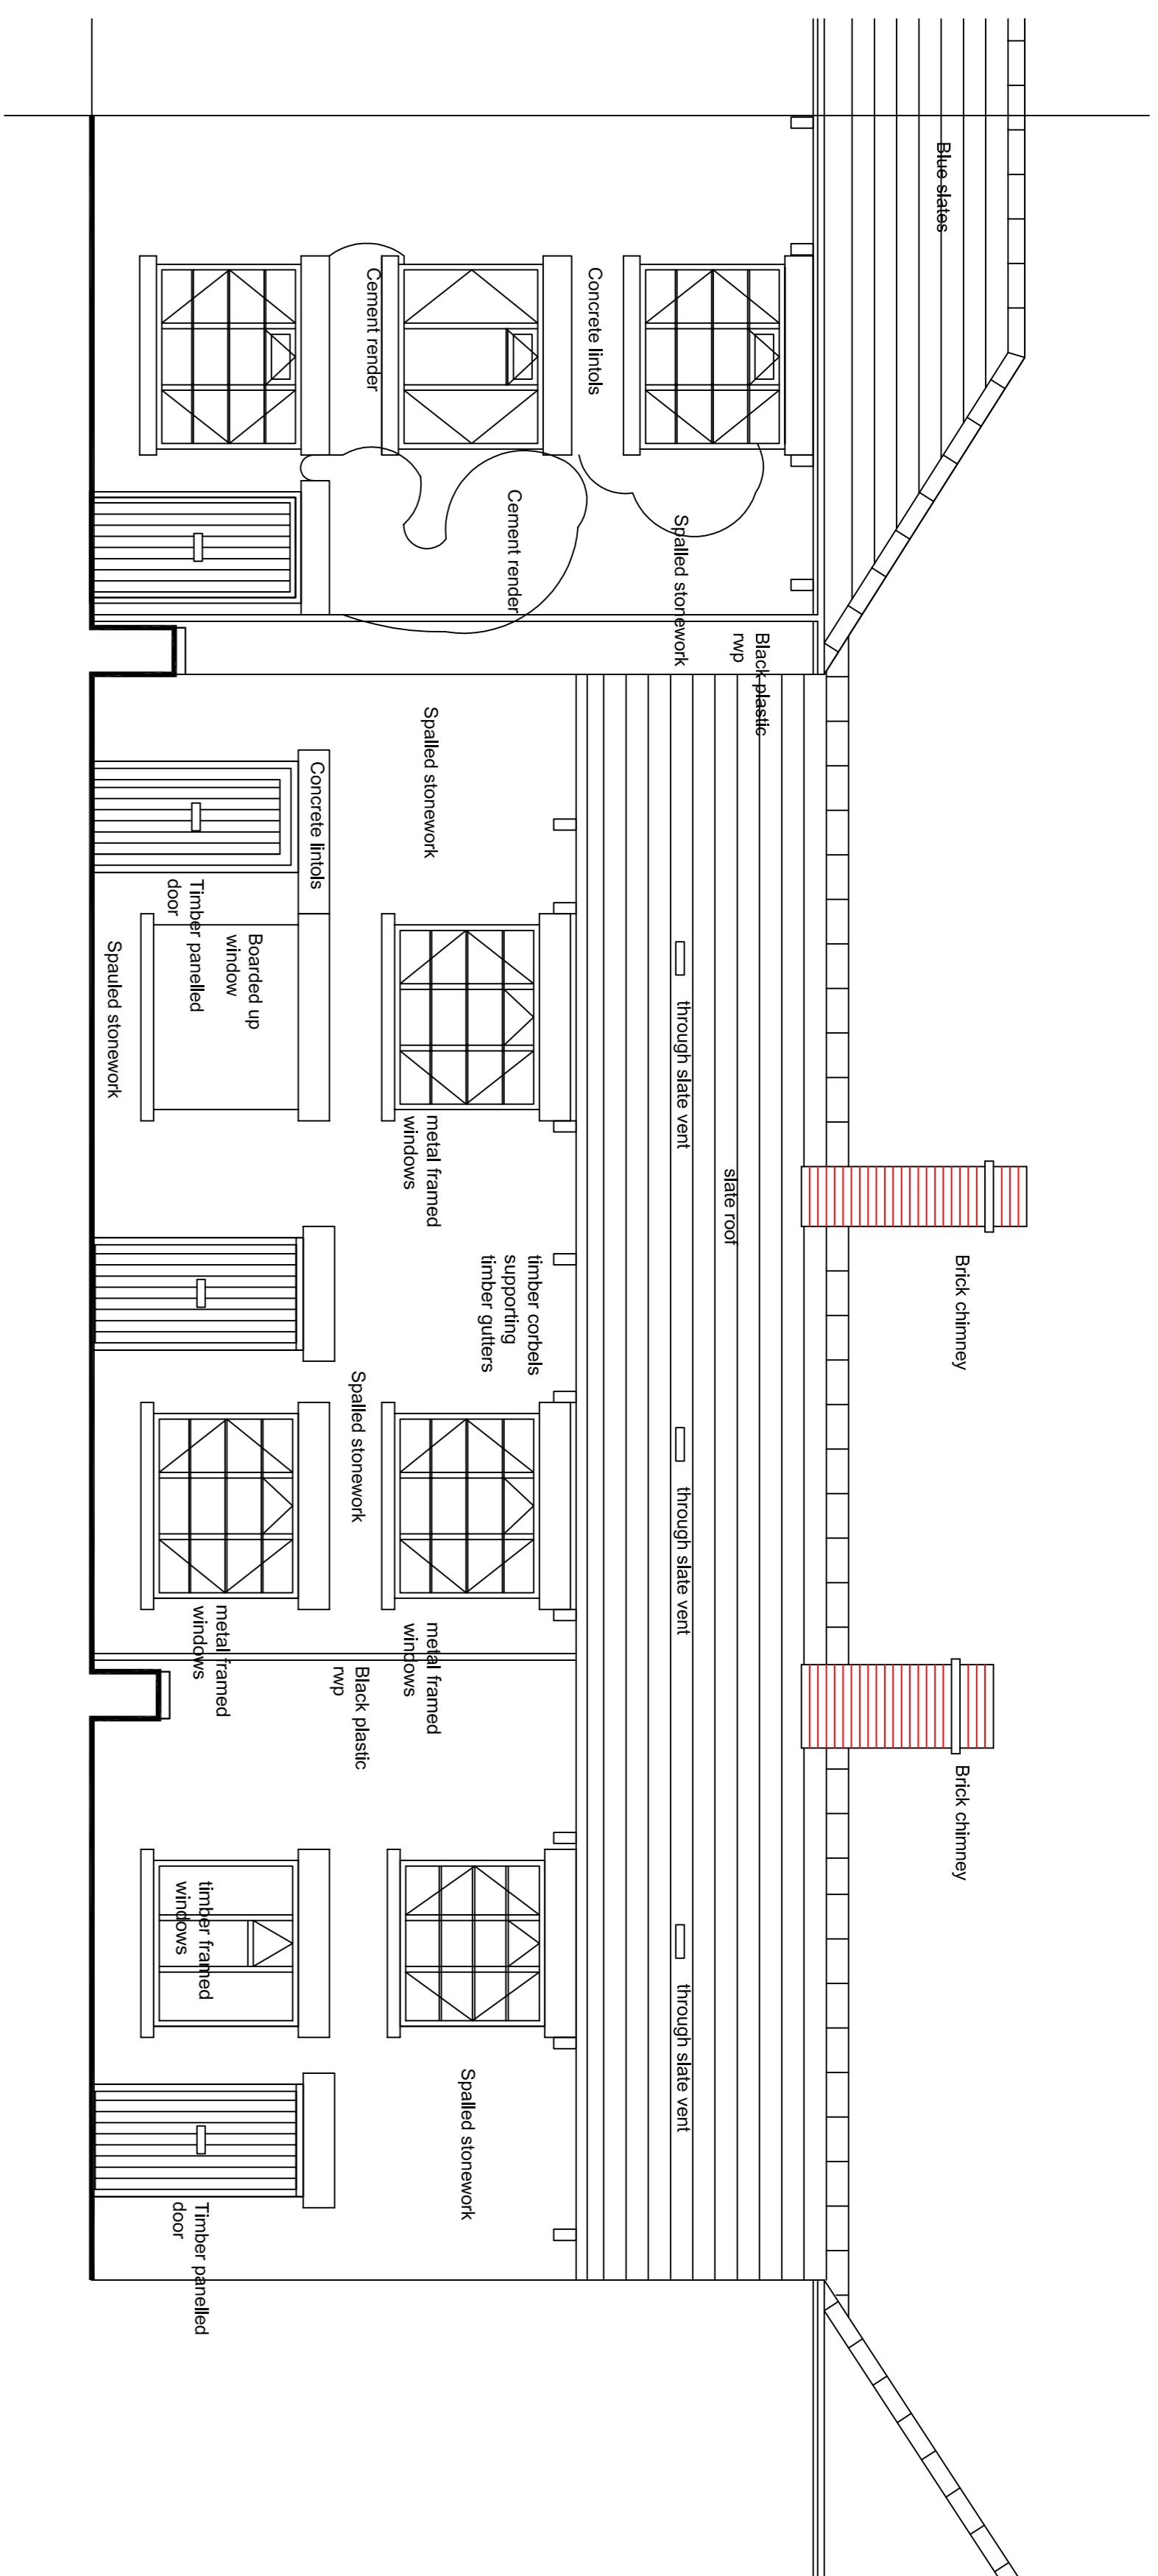 Blue slates
Cement render
Concrete lintols
Cement render
Spalled stonework
Black plastic
rwp
Spalled stonework
Concrete lintols
Timber panelled
door
Boarded up
window
Spauled stonework
through slate vent
metal framed
windows
slate roof
Brick chimney
timber corbels
supporting
timber gutters
Spalled stonework
through slate vent
metal framed
windows
metal framed
windows
Black plastic
rwp
Brick chimney
timber framed
windows
through slate vent
Spalled stonework
Timber panelled
door